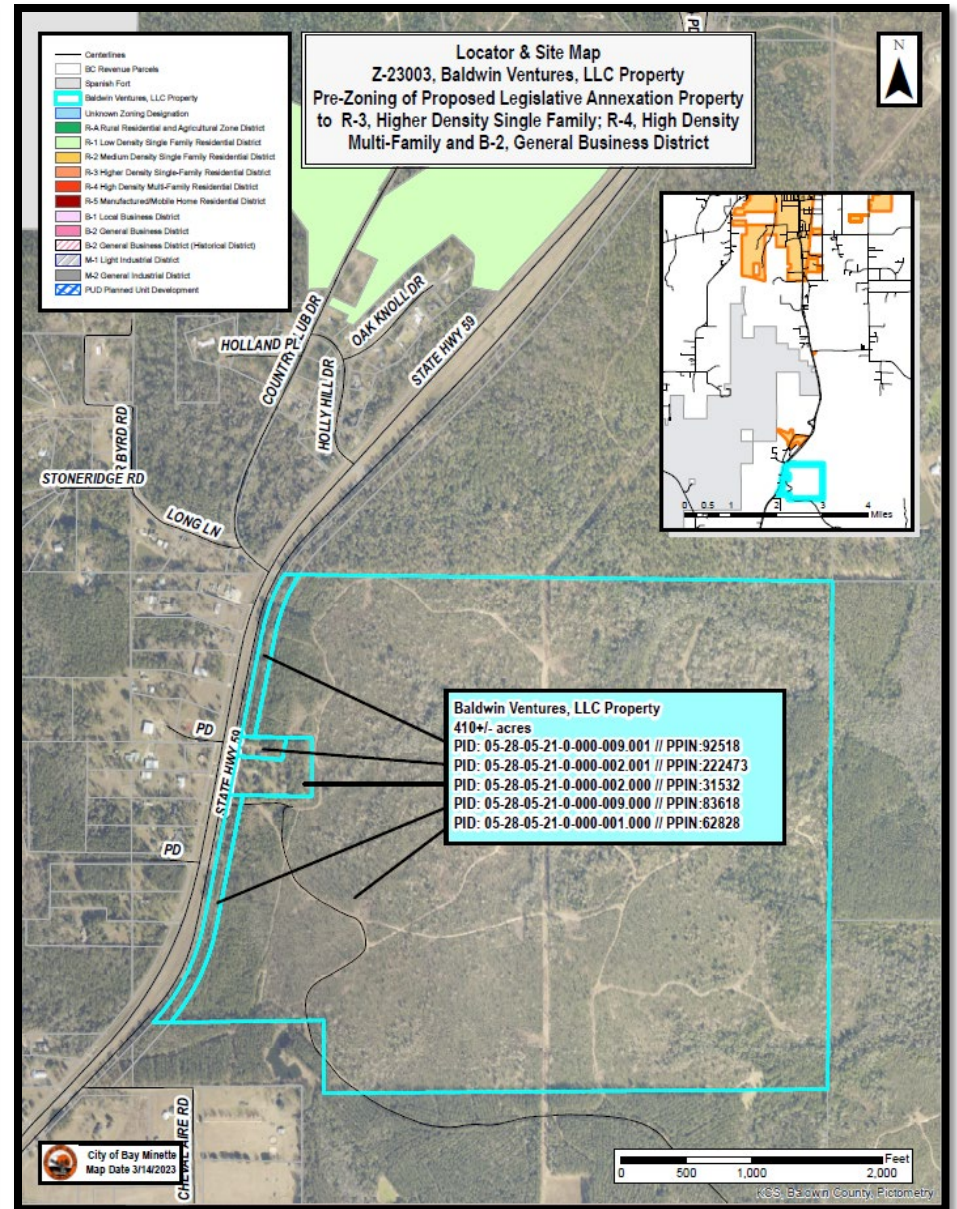 Locator & Site Map
Z-23003, Baldwin Ventures, LLC Property
Pre-Zoning of Proposed Legislative Annexation Property
to R-3, Higher Density Single Family; R-4, High Density
Multi-Family and B-2, General Business District
N
Centerlines
BC Revenue Parcels
Spanish Fort
Baldwin Ventures, LLC Property
Unknown Zoning Designation
R-A Rural Residential and Agricultural Zone District
R-1 Low Density Single Family Residential District
R-2 Medium Density Single Family Residential District
R-3 Higher Density Single-Family Residential District
R-4 High Density Multi-Family Residential District
R-5 Manufactured/Mobile Home Residential District
B-1 Local Business District
B-2 General Business District
B-2 General Business District (Historical District)
M-1 Light Industrial District
M-2 General Industrial District
PUD Planned Unit Development
PD
HOLLAND PL
COUNTRY CLUB DR
OAK KNOLL DR
HOLLY HILL DR
STATE HWY 59
R BYRD RD
STONERIDGE RD
LONG LN
0 0.5 1 2 3 4
Miles
PD
STATE HWY 59
PD
Baldwin Ventures, LLC Property
410+/- acres
PID: 05-28-05-21-0-000-009.001 // PPIN:92518
PID: 05-28-05-21-0-000-002.001 // PPIN:222473
PID: 05-28-05-21-0-000-002.000 // PPIN:31532
PID: 05-28-05-21-0-000-009.000 // PPIN:83618
PID: 05-28-05-21-0-000-001.000 // PPIN:62828
CHEVAL AIRE RD
City of Bay Minette
Map Date 3/14/2023
Feet
0 500 1,000 2,000
KCS, Baldwin County, Pictometry